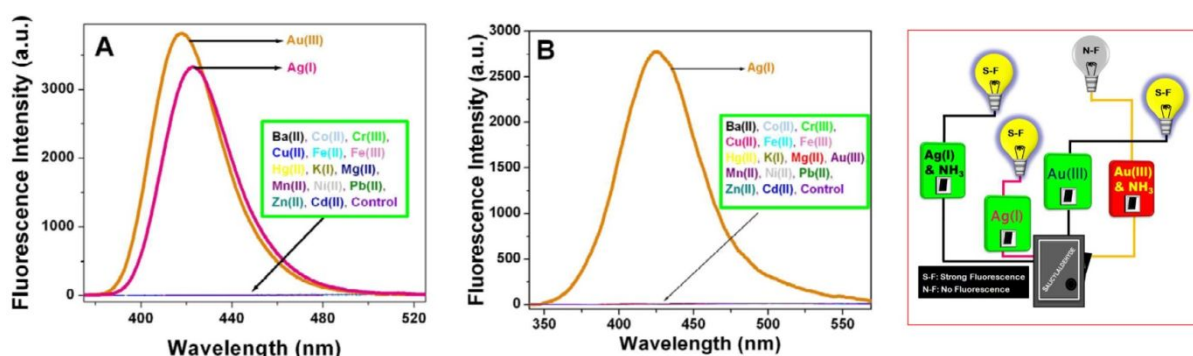 A
Fluorescence Intensity (a.u.)
3000
2000
1000
0
400
440
480
520
Wavelength (nm)
Au(III)
Ag(I)
Ba(II), Co(II), Cr(III),
Cu(II), Fe(II), Fe(III)
Hg(II), K(I), Mg(II),
Mn(II), Ni(II), Pb(II),
Zn(II), Cd(II), Control
B
Fluorescence Intensity (a.u.)
3000
2500
2000
1500
1000
500
0
350
400
450
500
550
Wavelength (nm)
Ag(I)
Ba(II), Co(II), Cr(III),
Cu(II), Fe(II), Fe(III)
Hg(II), K(I), Mg(II), Au(III)
Mn(II), Ni(II), Pb(II),
Zn(II), Cd(II), Control
N-F
S-F
S-F
S-F
Ag(I)
& NH3
Au(III)
Au(III)
& NH3
Ag(I)
SALICYLALDEHYDE
S-F: Strong Fluorescence
N-F: No Fluorescence